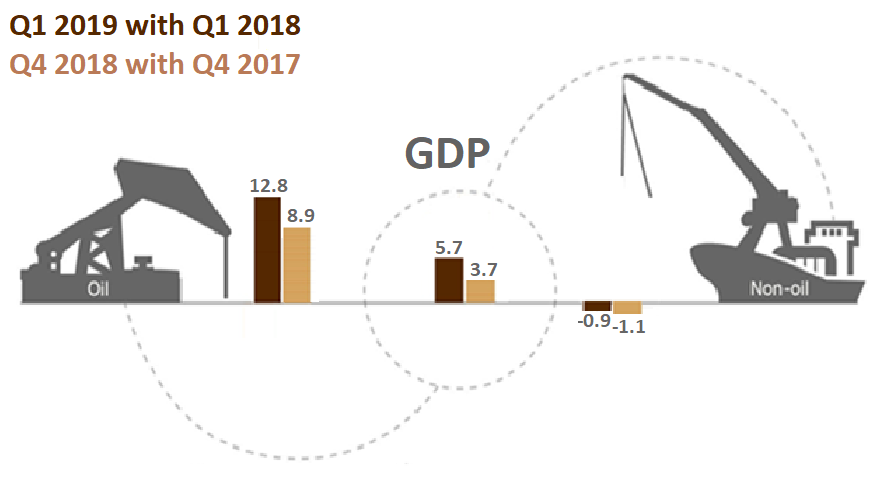 Q1 2019 with Q1 2018
Q4 2018 with Q4 2017
GDP
12.8
8.9
5.7
3.7
-0.9
-1.1
Oil
Non-oil